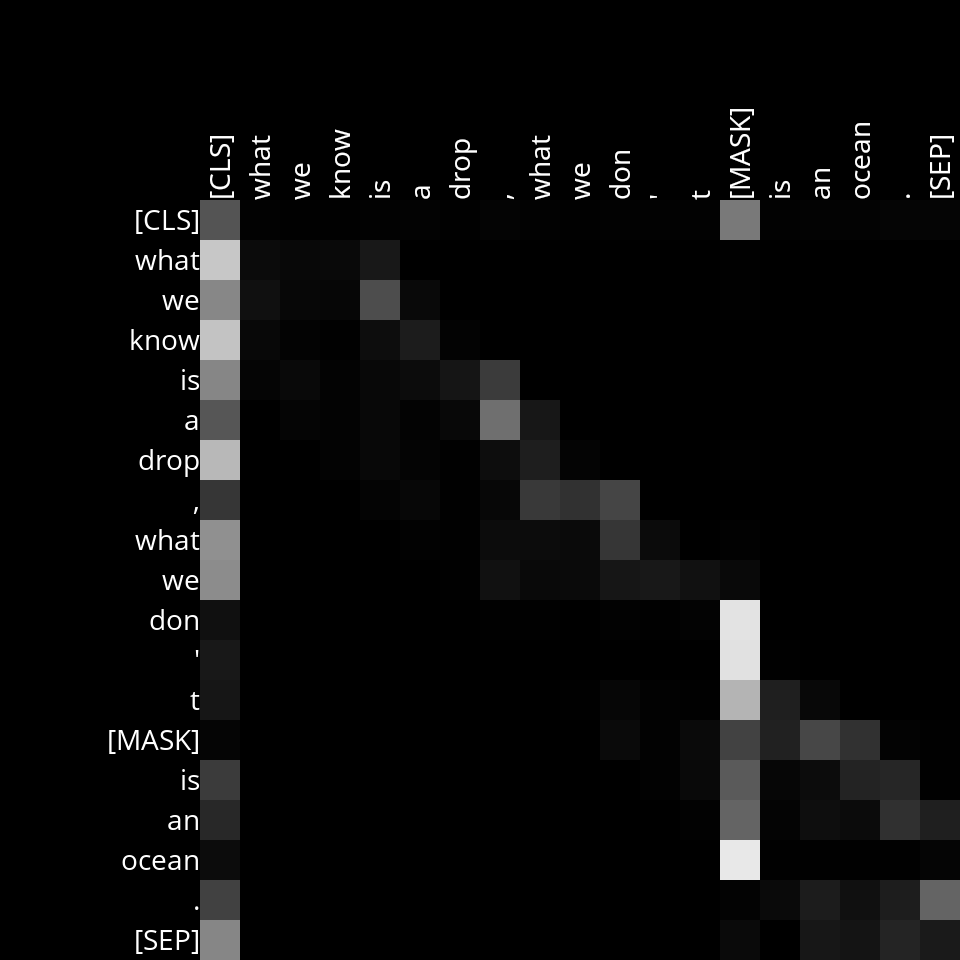 [CLS] what we know is a drop , what we don ' t [MASK] is an ocean . [SEP]
[CLS]
what
we
know
is
a
drop
,
what
we
don
'
t
[MASK]
is
an
ocean
.
[SEP]